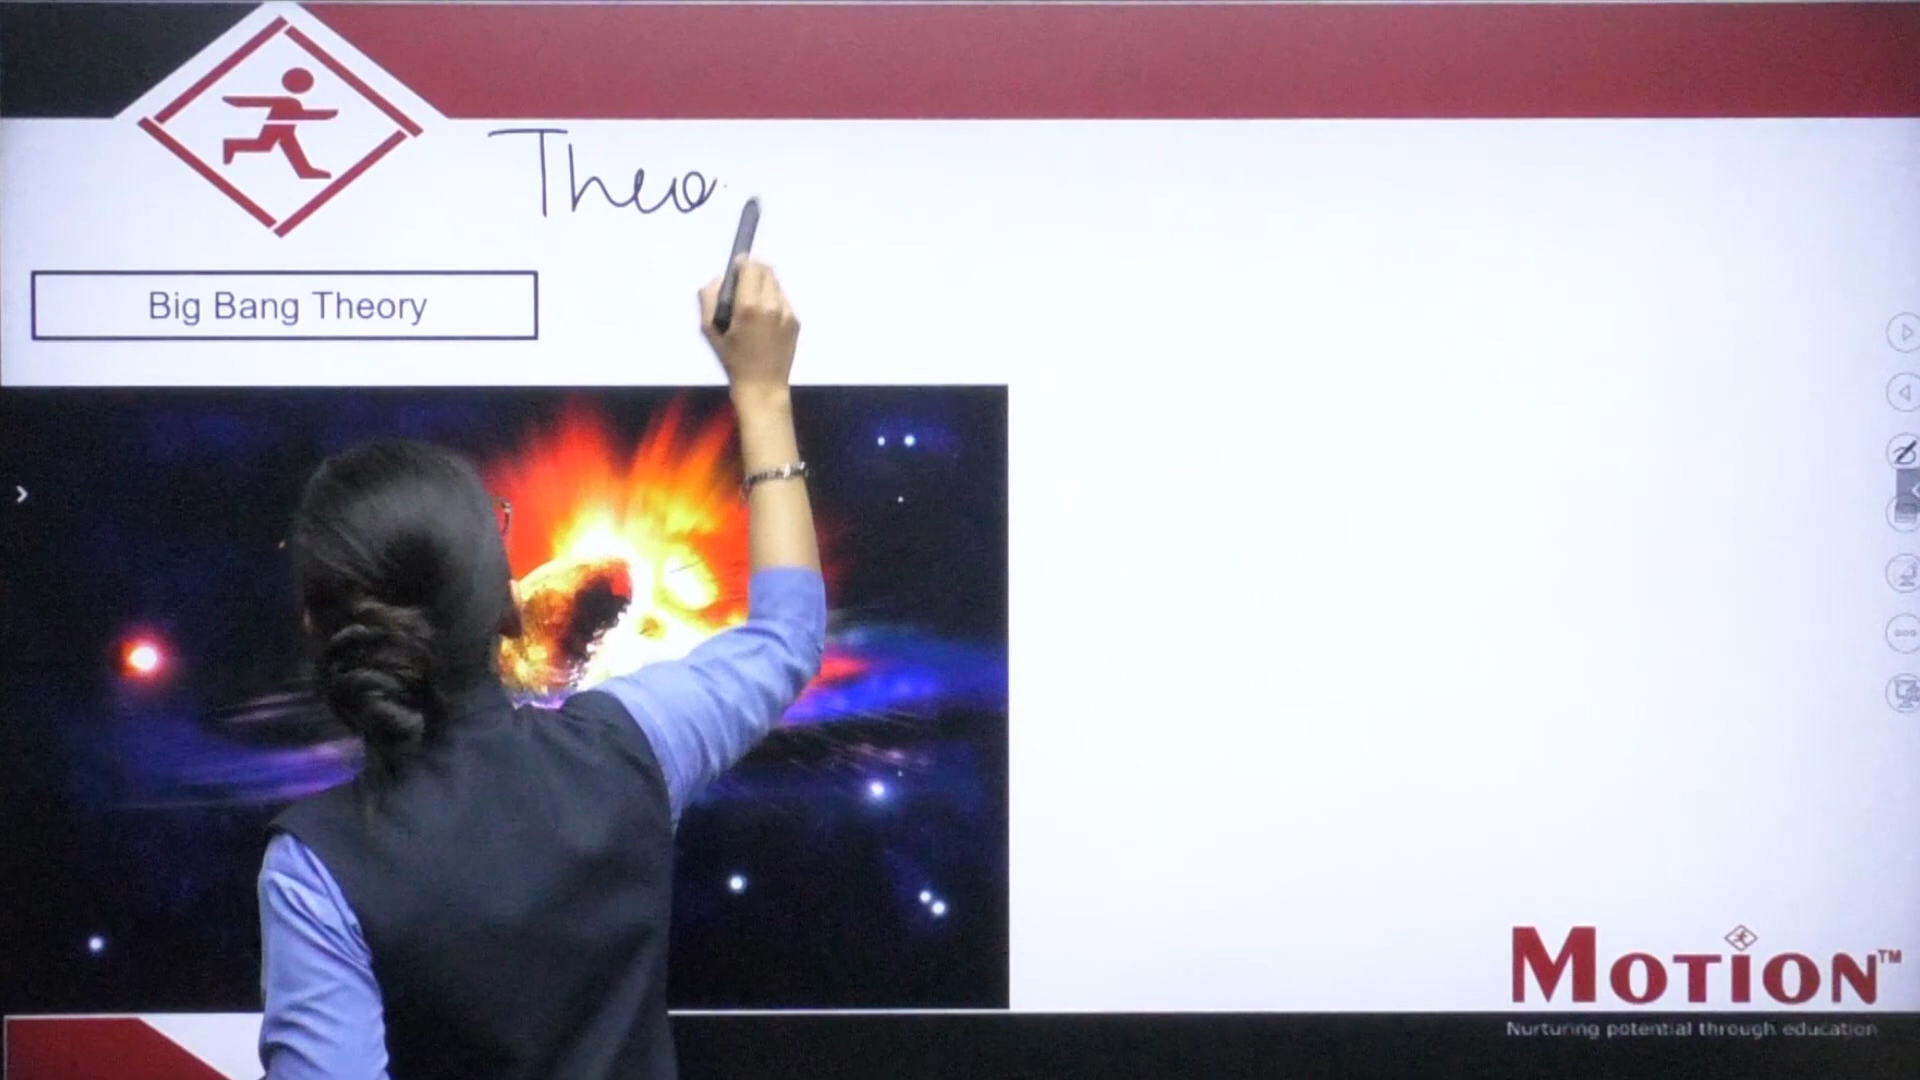 Theo
Big Bang Theory
MOTION™
Nurturing potential through education